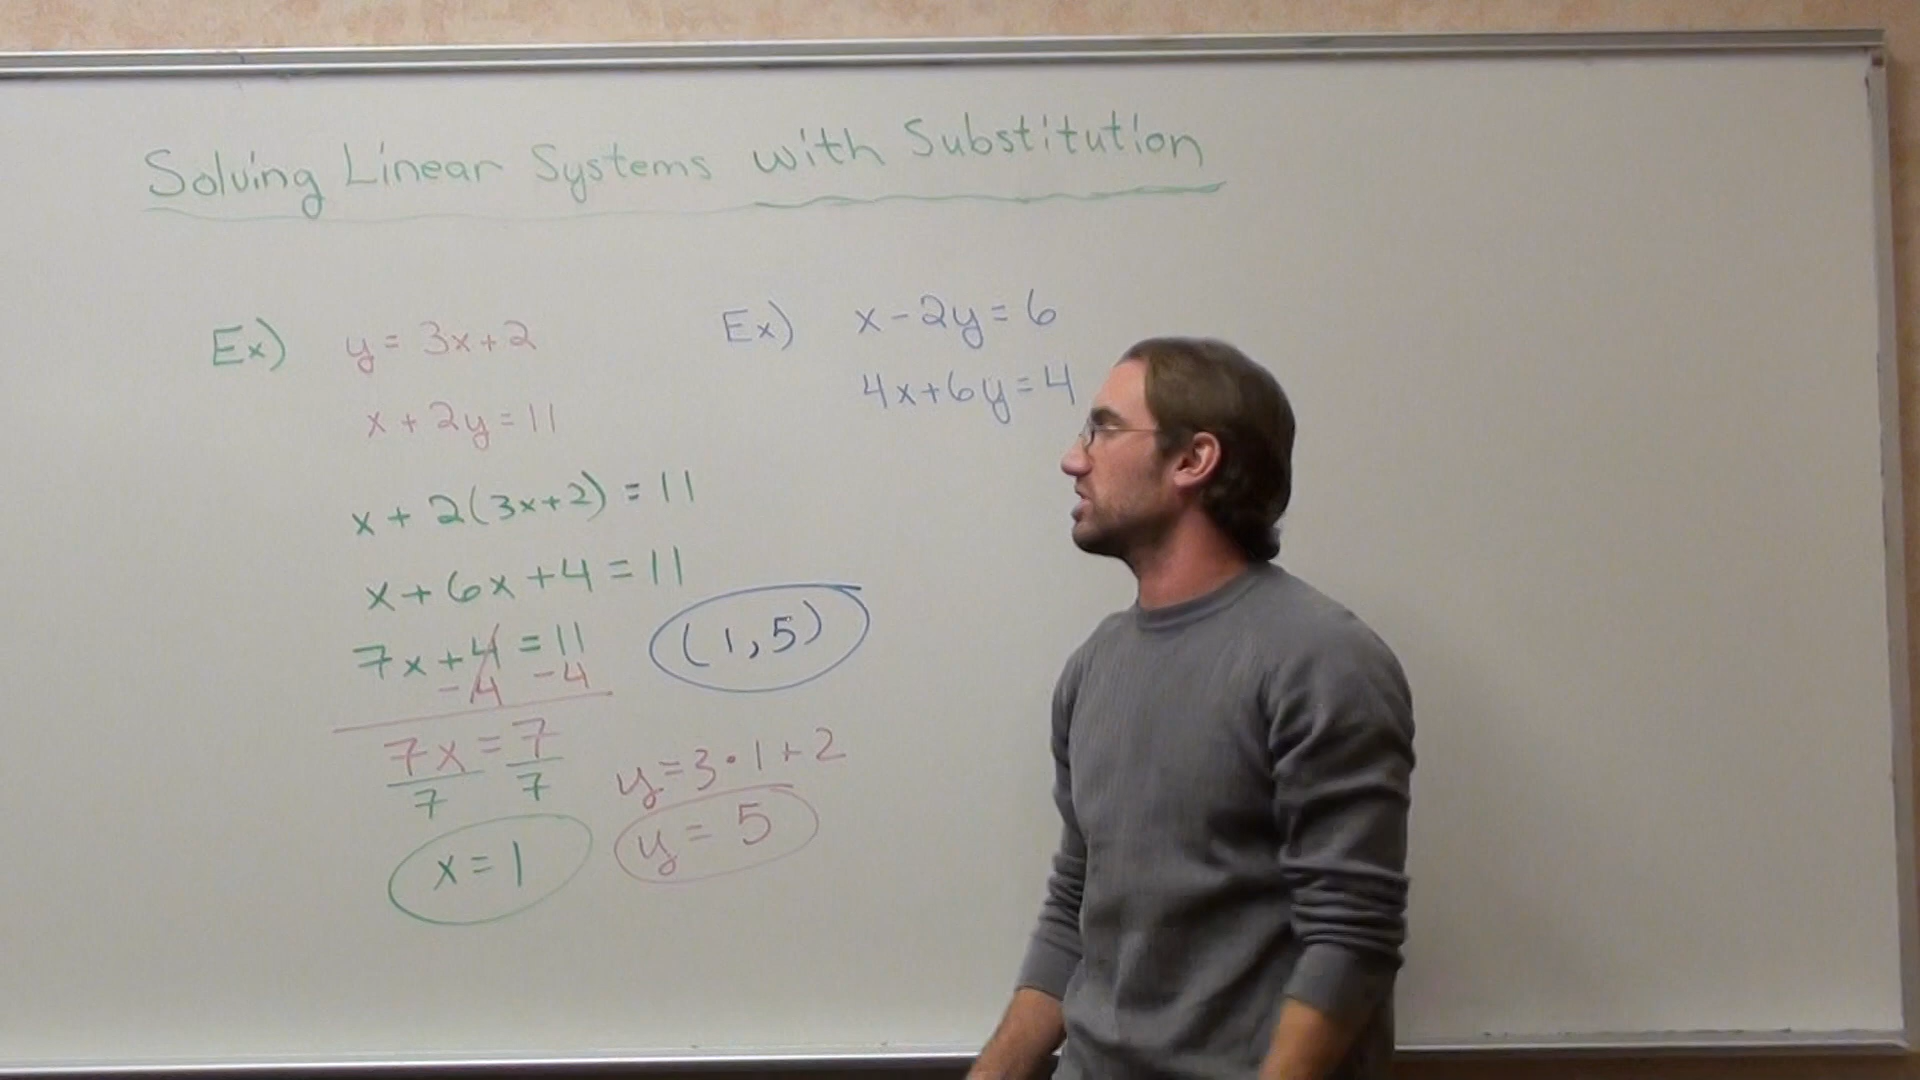 Solving Linear Systems with Substitution
Ex) y = 3x+2
x + 2y = 11
x + 2(3x+2) = 11
x + 6x + 4 = 11
7x + 4 = 11
- 4 - 4
7x = 7
7 7
x = 1
(1,5)
y = 3 • 1 + 2
y = 5
Ex) x - 2y = 6
4x + 6y = 4